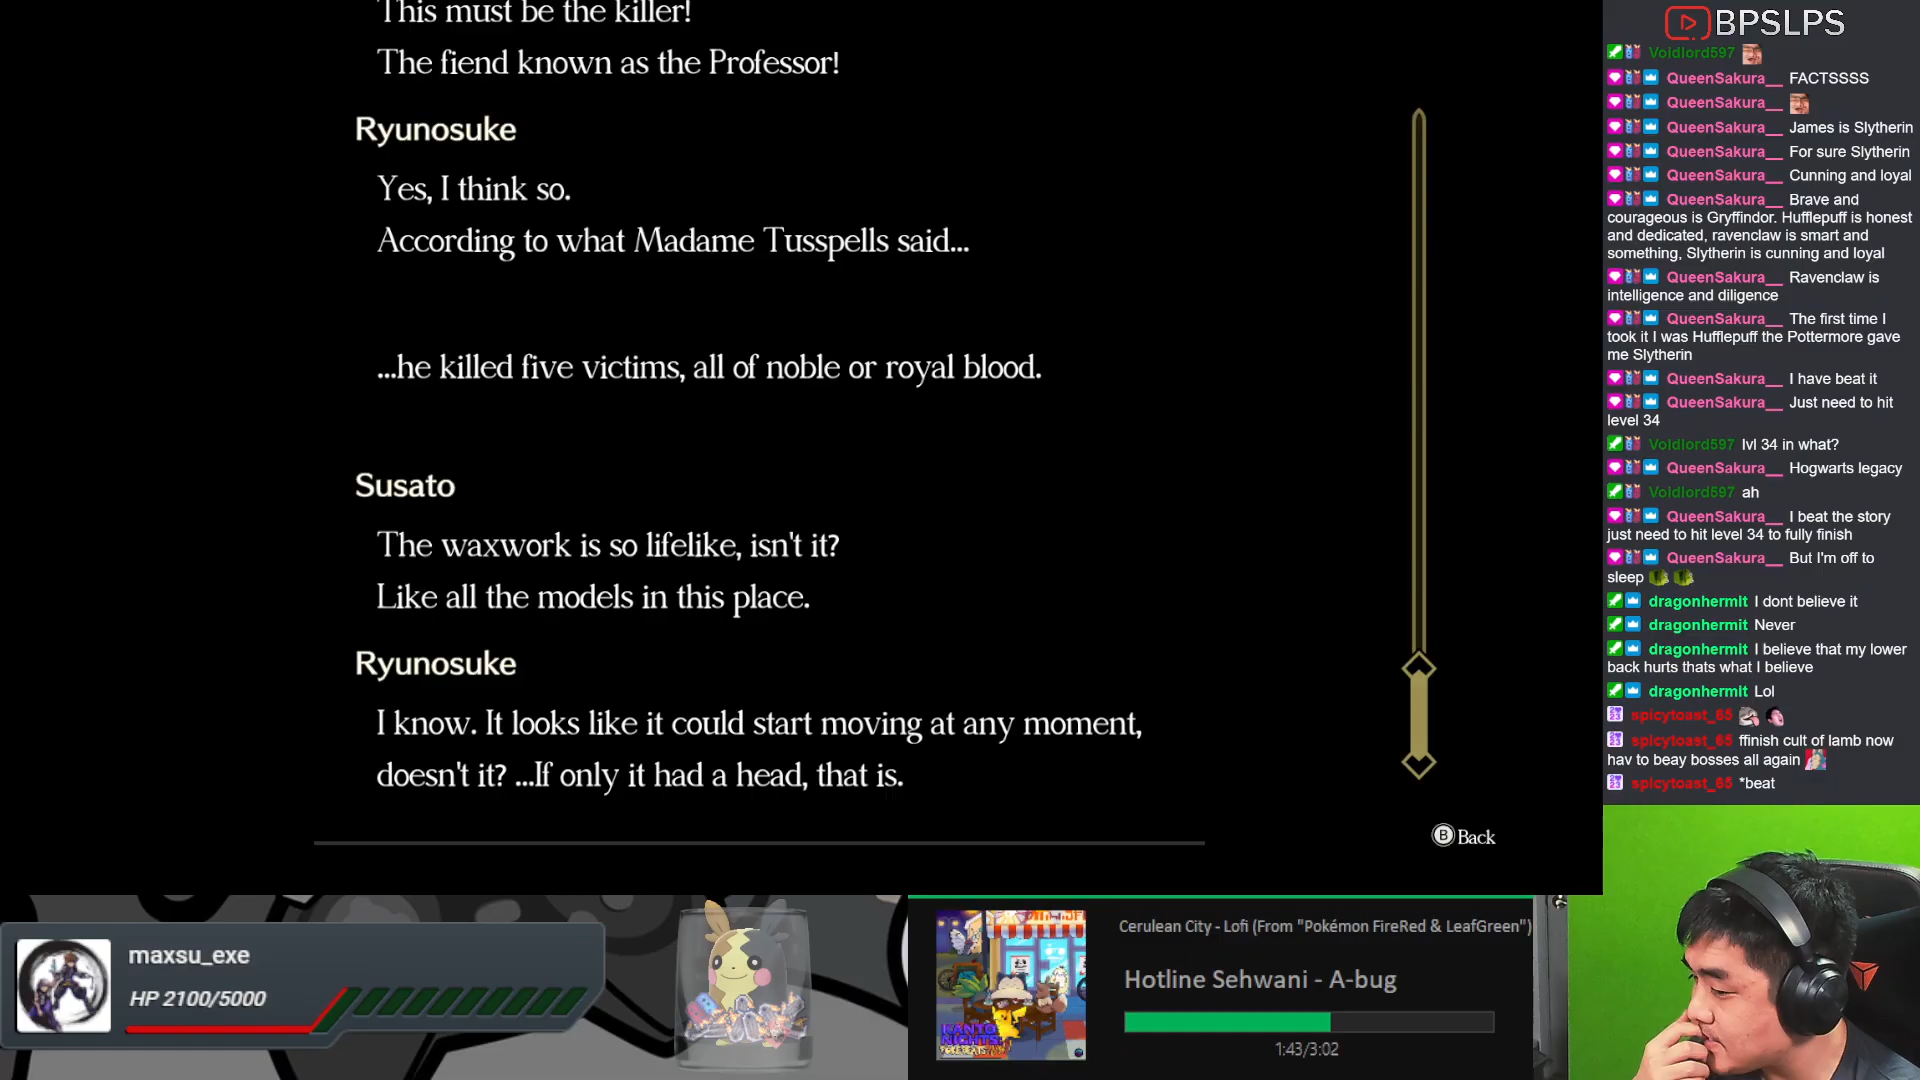 This must be the killer!
The fiend known as the Professor!
Ryunosuke
Yes, I think so.
According to what Madame Tusspells said...
...he killed five victims, all of noble or royal blood.
Susato
The waxwork is so lifelike, isn't it?
Like all the models in this place.
Ryunosuke
I know. It looks like it could start moving at any moment,
doesn't it? ...If only it had a head, that is.
B Back
BPSLPS
Voidlord597
QueenSakura__ FACTSSSS
QueenSakura__
QueenSakura__ James is Slytherin
QueenSakura__ For sure Slytherin
QueenSakura__ Cunning and loyal
QueenSakura__ Brave and
courageous is Gryffindor. Hufflepuff is honest
and dedicated, ravenclaw is smart and
something, Slytherin is cunning and loyal
QueenSakura__ Ravenclaw is
intelligence and diligence
QueenSakura__ The first time I
took it I was Hufflepuff the Pottermore gave
me Slytherin
QueenSakura__ I have beat it
QueenSakura__ Just need to hit
level 34
Voidlord597 lvl 34 in what?
QueenSakura__ Hogwarts legacy
Voidlord597 ah
QueenSakura__ I beat the story
just need to hit level 34 to fully finish
QueenSakura__ But I'm off to
sleep
dragonhermit I dont believe it
dragonhermit Never
dragonhermit I believe that my lower
back hurts thats what I believe
dragonhermit Lol
spicytoast_65
spicytoast_65 ffinish cult of lamb now
hav to beay bosses all again
spicytoast_65 *beat
maxsu_exe
HP 2100/5000
KANTO
NIGHTS
Cerulean City - Lofi (From "Pokémon FireRed & LeafGreen")
Hotline Sehwani - A-bug
1:43/3:02